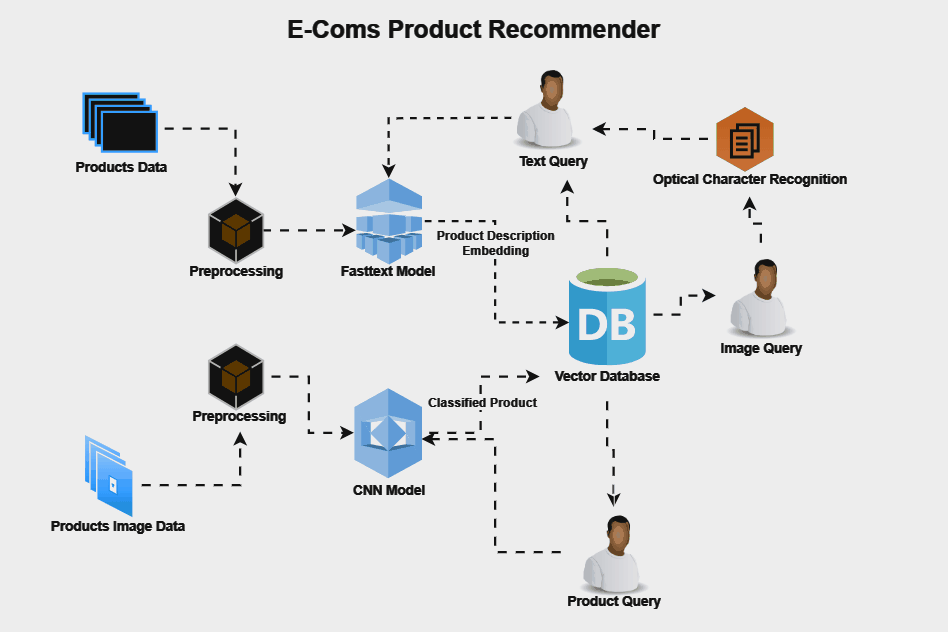 E-Coms Product Recommender
Products Data
Text Query
Optical Character Recognition
Preprocessing
Fasttext Model
Product Description
Embedding
DB
Image Query
Vector Database
Preprocessing
Classified Product
CNN Model
Products Image Data
Product Query